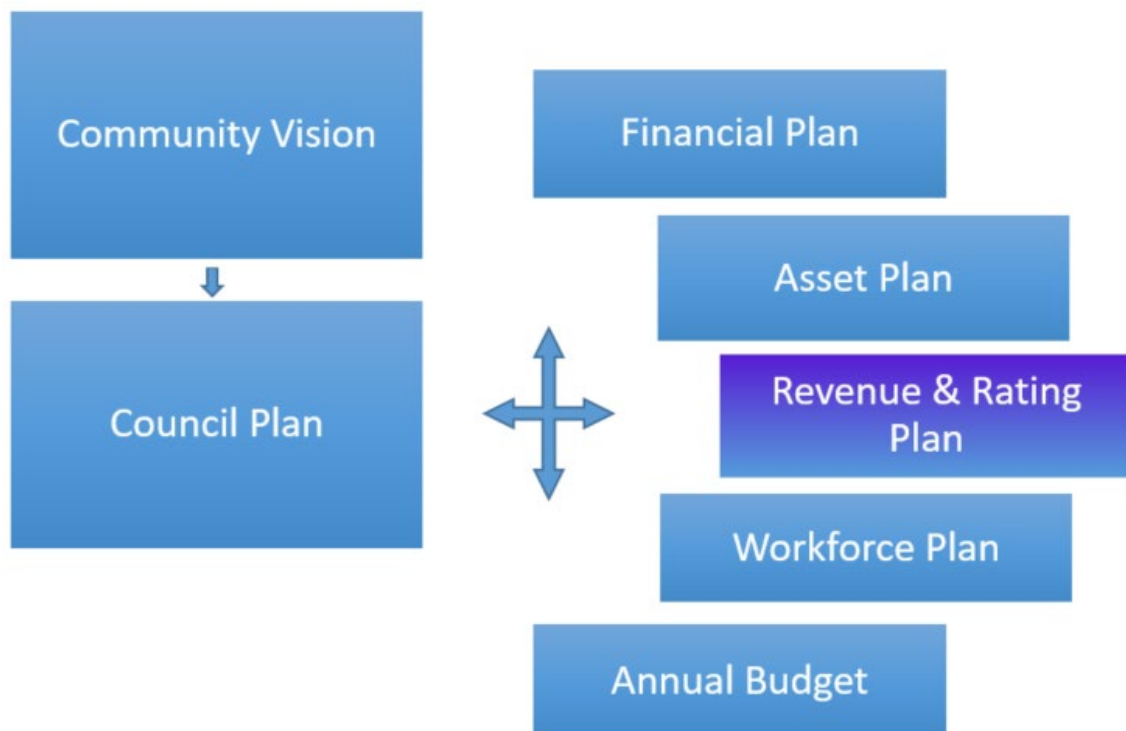 Community Vision
Council Plan
Financial Plan
Asset Plan
Revenue & Rating
Plan
Workforce Plan
Annual Budget